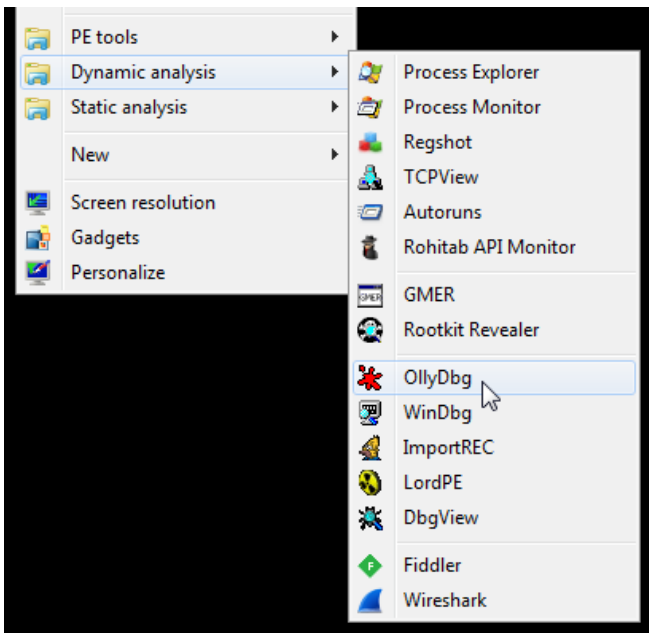 PE tools
Dynamic analysis
Static analysis
New
Screen resolution
Gadgets
Personalize
Process Explorer
Process Monitor
Regshot
TCPView
Autoruns
Rohitab API Monitor
GMER
GMER
Rootkit Revealer
OllyDbg
WinDbg
ImportREC
LordPE
DbgView
F
Fiddler
Wireshark